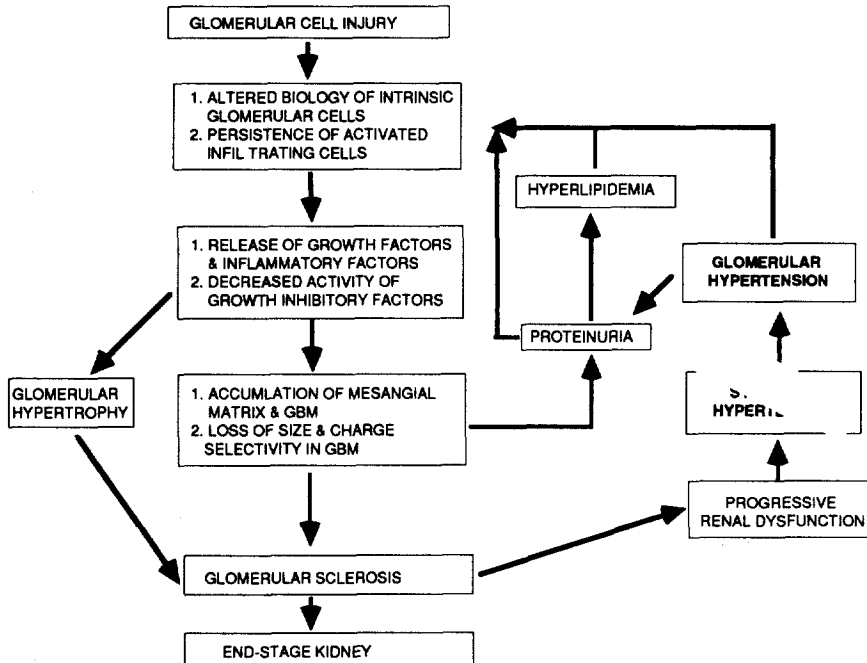 GLOMERULAR CELL INJURY
1. ALTERED BIOLOGY OF INTRINSIC
GLOMERULAR CELLS
2. PERSISTENCE OF ACTIVATED
INFIL TRATING CELLS
HYPERLIPIDEMIA
1. RELEASE OF GROWTH FACTORS
& INFLAMMATORY FACTORS
2. DECREASED ACTIVITY OF
GROWTH INHIBITORY FACTORS
GLOMERULAR
HYPERTENSION
PROTEINURIA
GLOMERULAR
HYPERTROPHY
1. ACCUMLATION OF MESANGIAL
MATRIX & GBM
2. LOSS OF SIZE & CHARGE
SELECTIVITY IN GBM
PROGRESSIVE
RENAL DYSFUNCTION
GLOMERULAR SCLEROSIS
END-STAGE KIDNEY